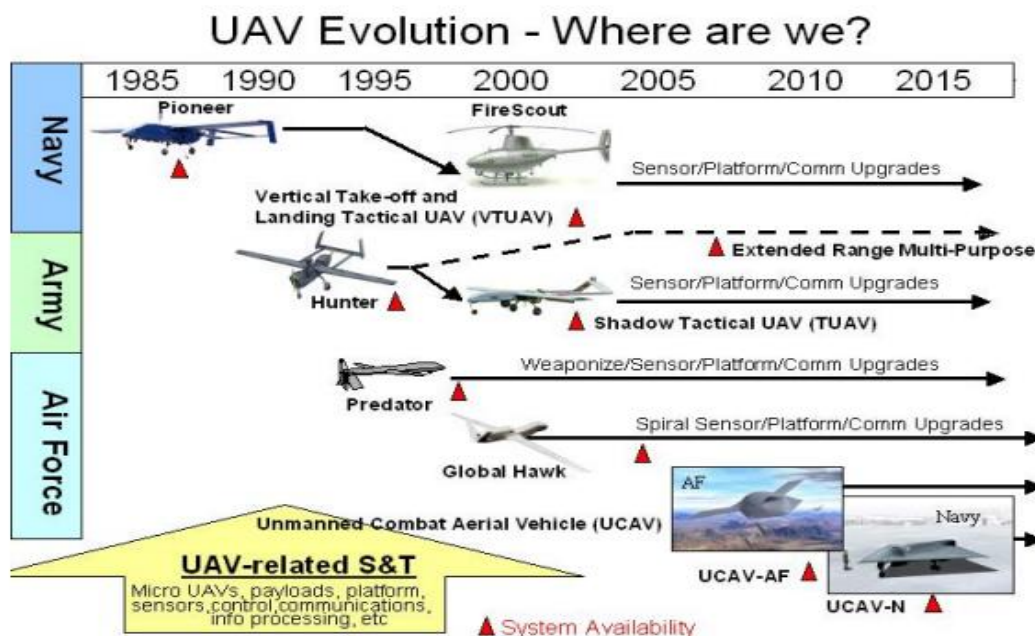 UAV Evolution - Where are we?
1985 1990 1995 2000 2005 2010 2015
Navy
Pioneer
FireScout
Sensor/Platform/Comm Upgrades
Vertical Take-off and
Landing Tactical UAV (VTUAV)
Army
Extended Range Multi-Purpose
Hunter
Sensor/Platform/Comm Upgrades
Shadow Tactical UAV (TUAV)
Air Force
Weaponize/Sensor/Platform/Comm Upgrades
Predator
Spiral Sensor/Platform/Comm Upgrades
Global Hawk
AF
Unmanned Combat Aerial Vehicle (UCAV)
Navy
UCAV-AF
UCAV-N
UAV-related S&T
Micro UAVs, payloads, platform,
sensors,control,communications,
info processing, etc
System Availability